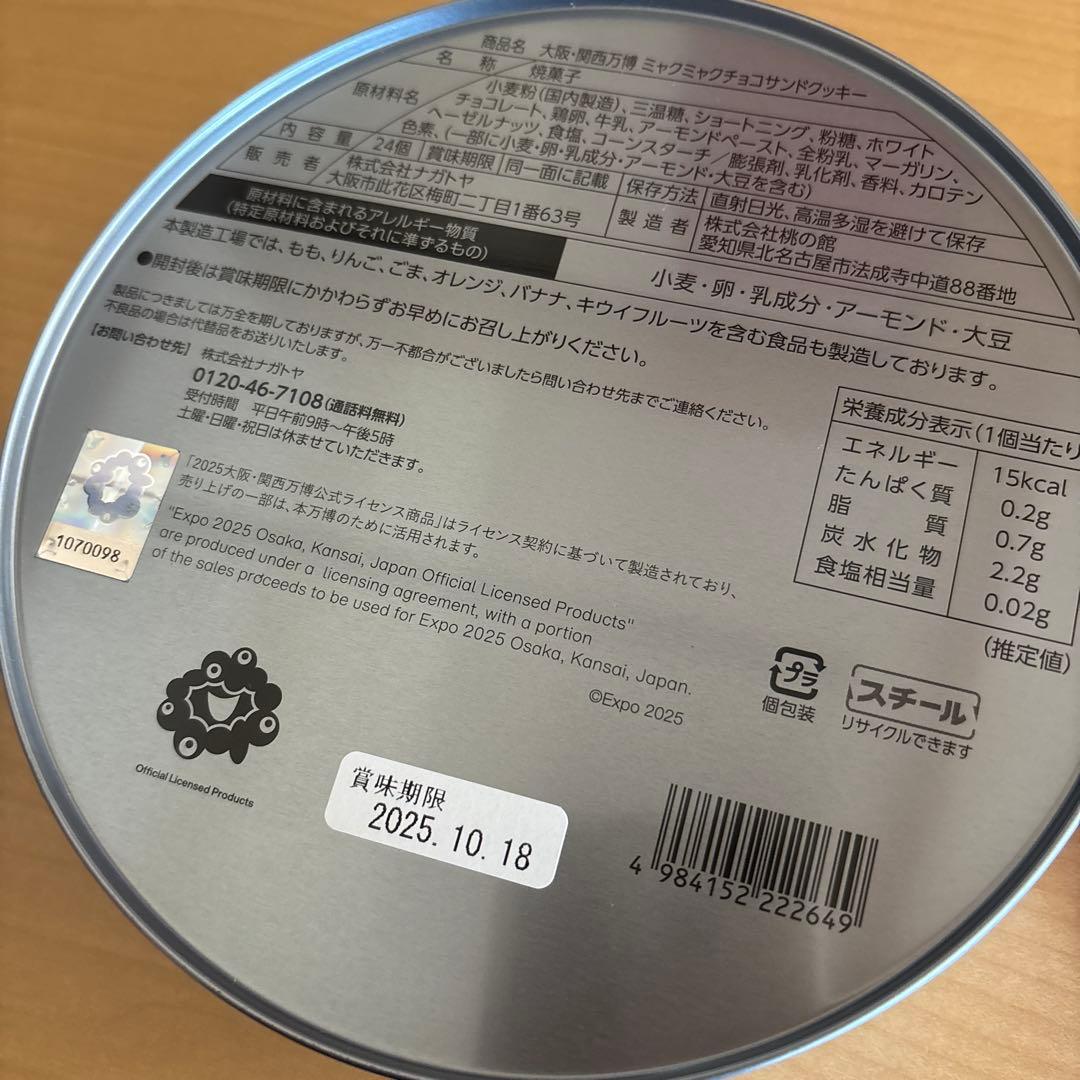 商品名 大阪・関西万博 ミャクミャクチョコサンドクッキー
名称 焼菓子
原材料名 小麦粉(国内製造)、三温糖、ショートニング、粉糖、ホワイト
チョコレート、鶏卵、牛乳、アーモンドペースト、全粉乳、マーガリン、
ヘーゼルナッツ、食塩、コーンスターチ/膨張剤、乳化剤、香料、カロテン
色素、(一部に小麦・卵・乳成分・アーモンド・大豆を含む)
内容量 24個 賞味期限 同一面に記載 保存方法 直射日光、高温多湿を避けて保存
販売者 株式会社ナガトヤ
大阪市此花区梅町二丁目1番63号
製造者 株式会社桃の館
愛知県北名古屋市法成寺中道88番地
原材料に含まれるアレルギー物質
(特定原材料およびそれに準ずるもの)
小麦・卵・乳成分・アーモンド・大豆
本製造工場では、もも、りんご、ごま、オレンジ、バナナ、キウイフルーツを含む食品も製造しております。
●開封後は賞味期限にかかわらずお早めにお召し上がりください。
製品につきましては万全を期しておりますが、万一不都合がございましたら問い合わせ先までご連絡ください。
不良品の場合は代替品をお送りいたします。
【お問い合わせ先】 株式会社ナガトヤ
0120-46-7108(通話料無料)
受付時間 平日午前9時~午後5時
土曜・日曜・祝日は休ませていただきます。
栄養成分表示(1個当たり
エネルギー 15kcal
たんぱく質 0.2g
脂質 0.7g
炭水化物 2.2g
食塩相当量 0.02g
(推定値)
1070098
「2025大阪・関西万博公式ライセンス商品」はライセンス契約に基づいて製造されており、
売り上げの一部は、本万博のために活用されます。
"Expo 2025 Osaka, Kansai, Japan Official Licensed Products"
are produced under a licensing agreement, with a portion
of the sales proceeds to be used for Expo 2025 Osaka, Kansai, Japan.
©Expo 2025
プラ
個包装
スチール
リサイクルできます
Official Licensed Products
賞味期限
2025.10.18
4 984152 222649